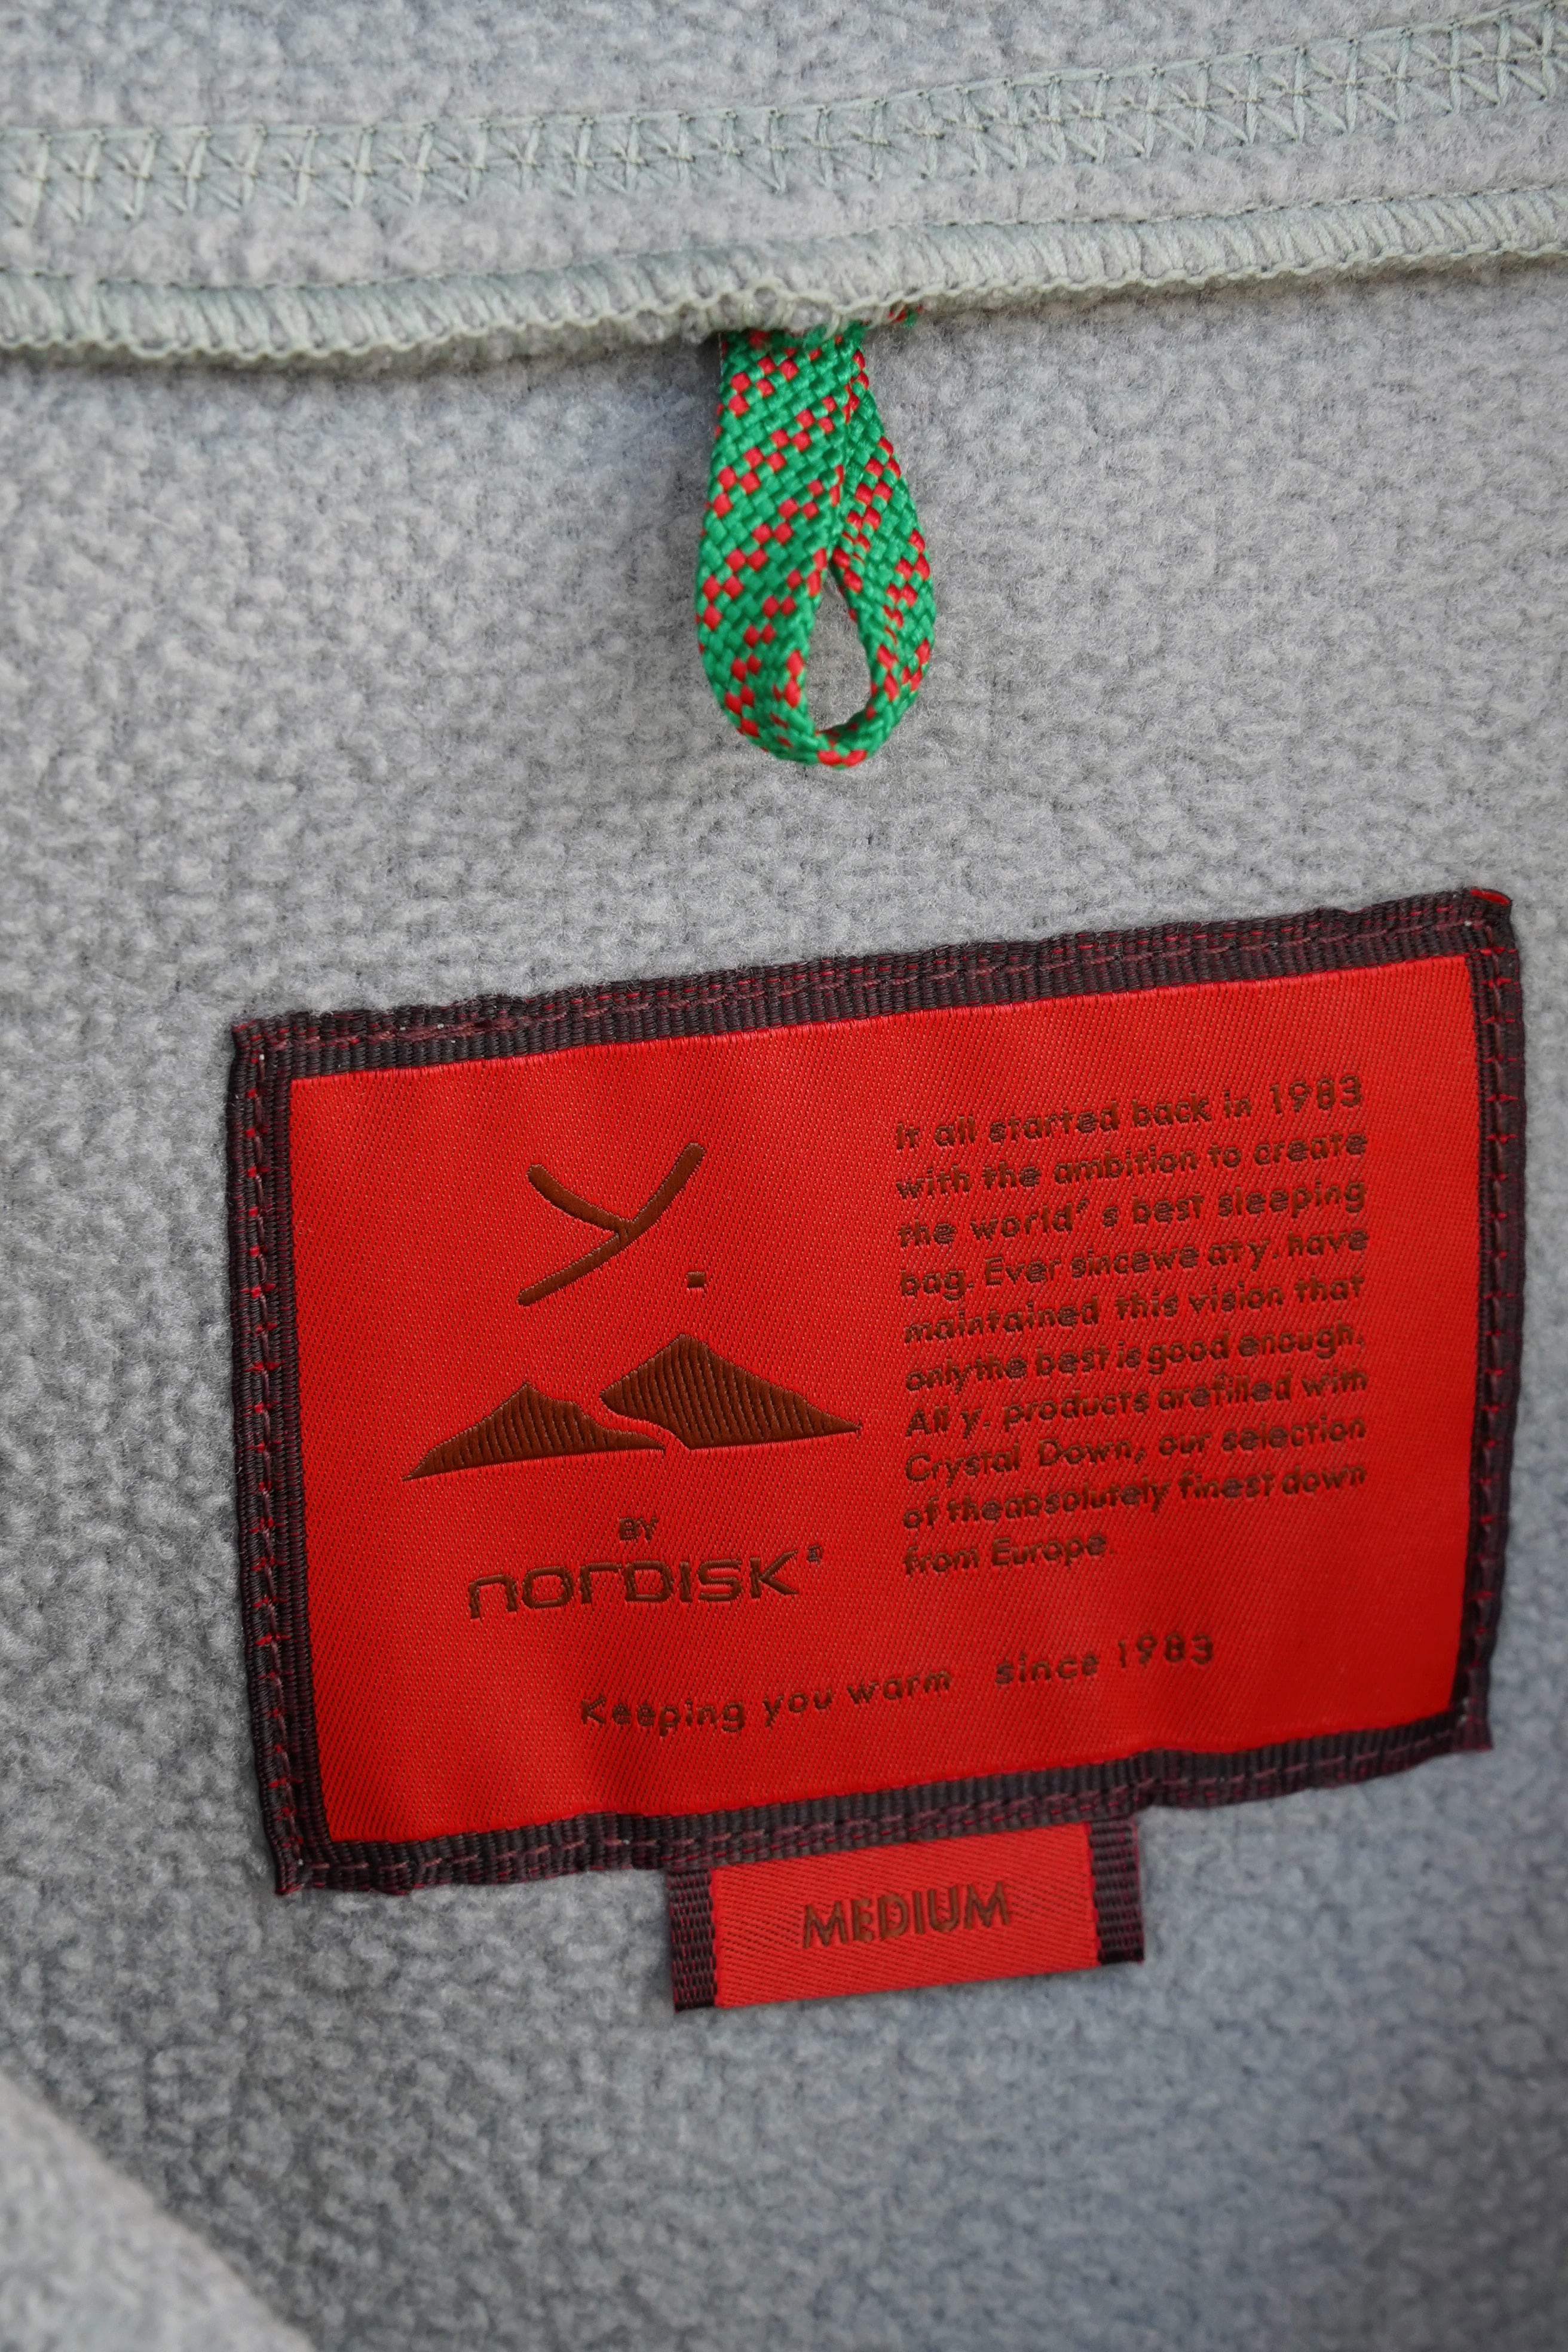 y.
BY
nordisk®
It all started back in 1983
with the ambition to create
the world' s best sleeping
bag. Ever sincewe at y. have
maintained this vision that
onlythe best is good enough.
All y. products arefilled with
Crystal Down, our selection
of theabsolutely finest down
from Europe.
Keeping you warm since 1983
MEDIUM